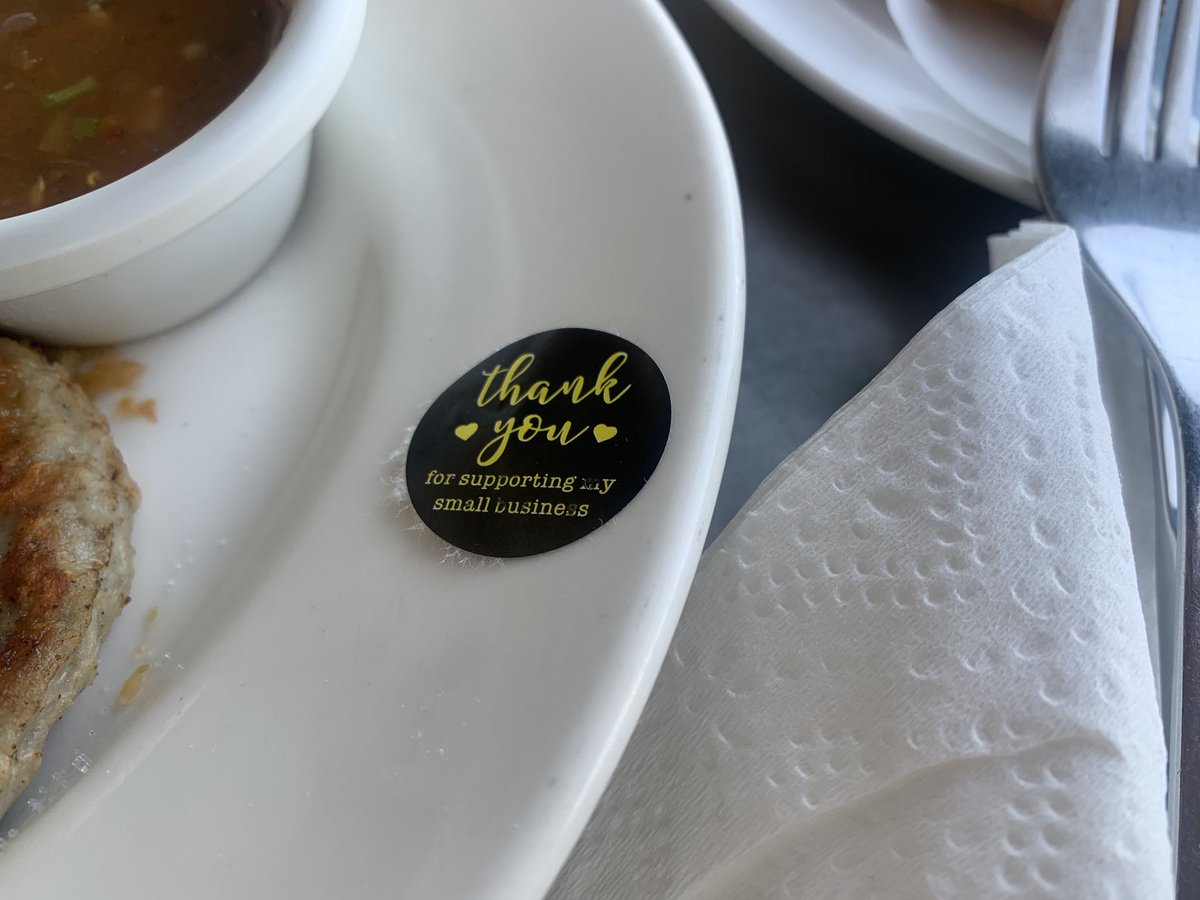 thank
you
for supporting my
small business